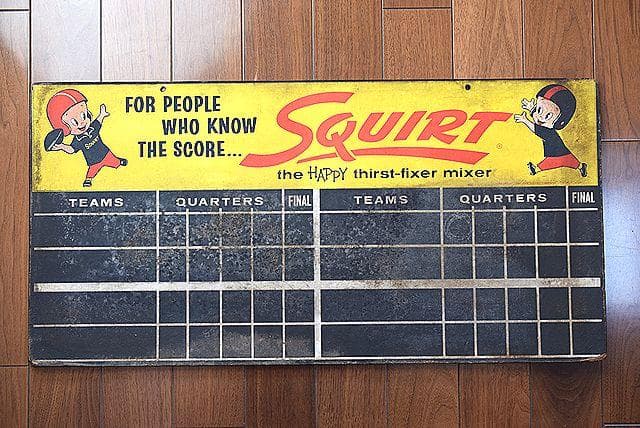 FOR PEOPLE
WHO KNOW
THE SCORE...
SQUIRT
the HAPPY thirst-fixer mixer
TEAMS QUARTERS FINAL TEAMS QUARTERS FINAL